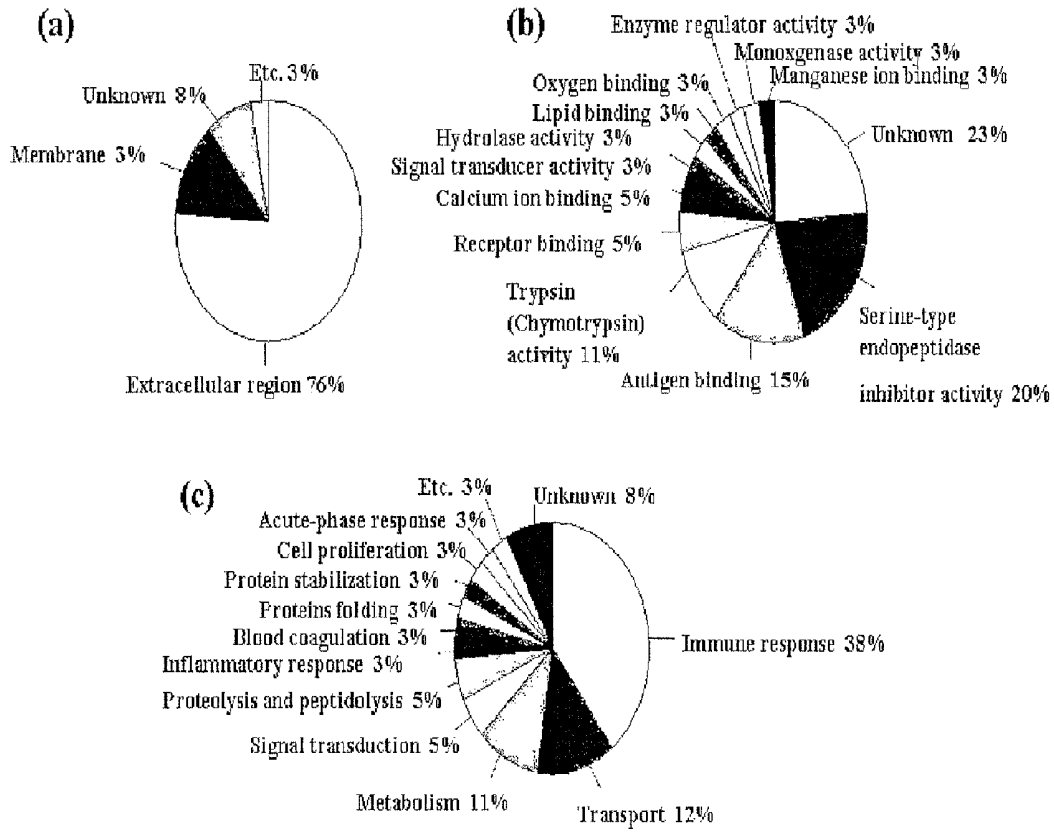 (a)
Etc. 3%
Unknown 8%
Membrane 3%
Extracellular region 76%
(b)
Enzyme regulator activity 3%
Monoxgenase activity 3%
Manganese ion binding 3%
Oxygen binding 3%
Lipid binding 3%
Hydrolase activity 3%
Signal transducer activity 3%
Calcium ion binding 5%
Receptor binding 5%
Trypsin
(Chymotrypsin)
activity 11%
Antigen binding 15%
Unknown 23%
Serine-type
endopeptidase
inhibitor activity 20%
(c)
Etc. 3%
Unknown 8%
Acute-phase response 3%
Cell proliferation 3%
Protein stabilization 3%
Proteins folding 3%
Blood coagulation 3%
Inflammatory response 3%
Proteolysis and peptidolysis 5%
Signal transduction 5%
Metabolism 11%
Transport 12%
Immune response 38%